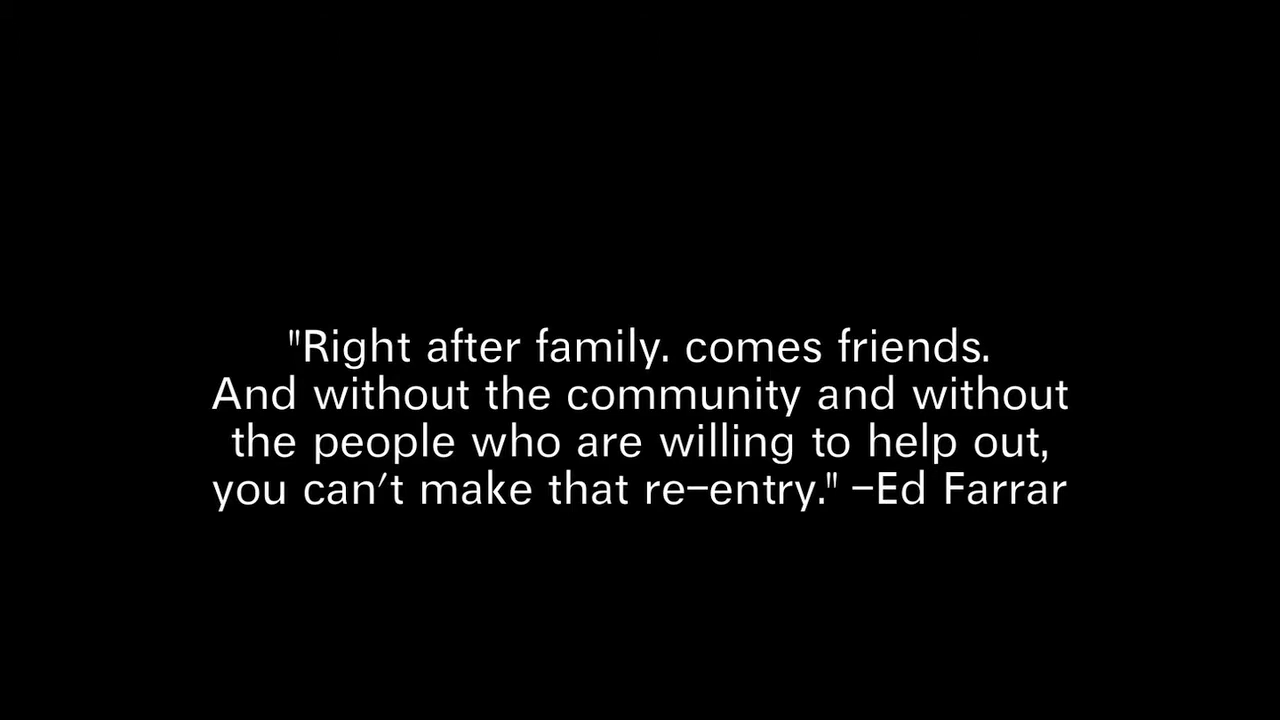 "Right after family. comes friends.
And without the community and without
the people who are willing to help out,
you can't make that re-entry." -Ed Farrar